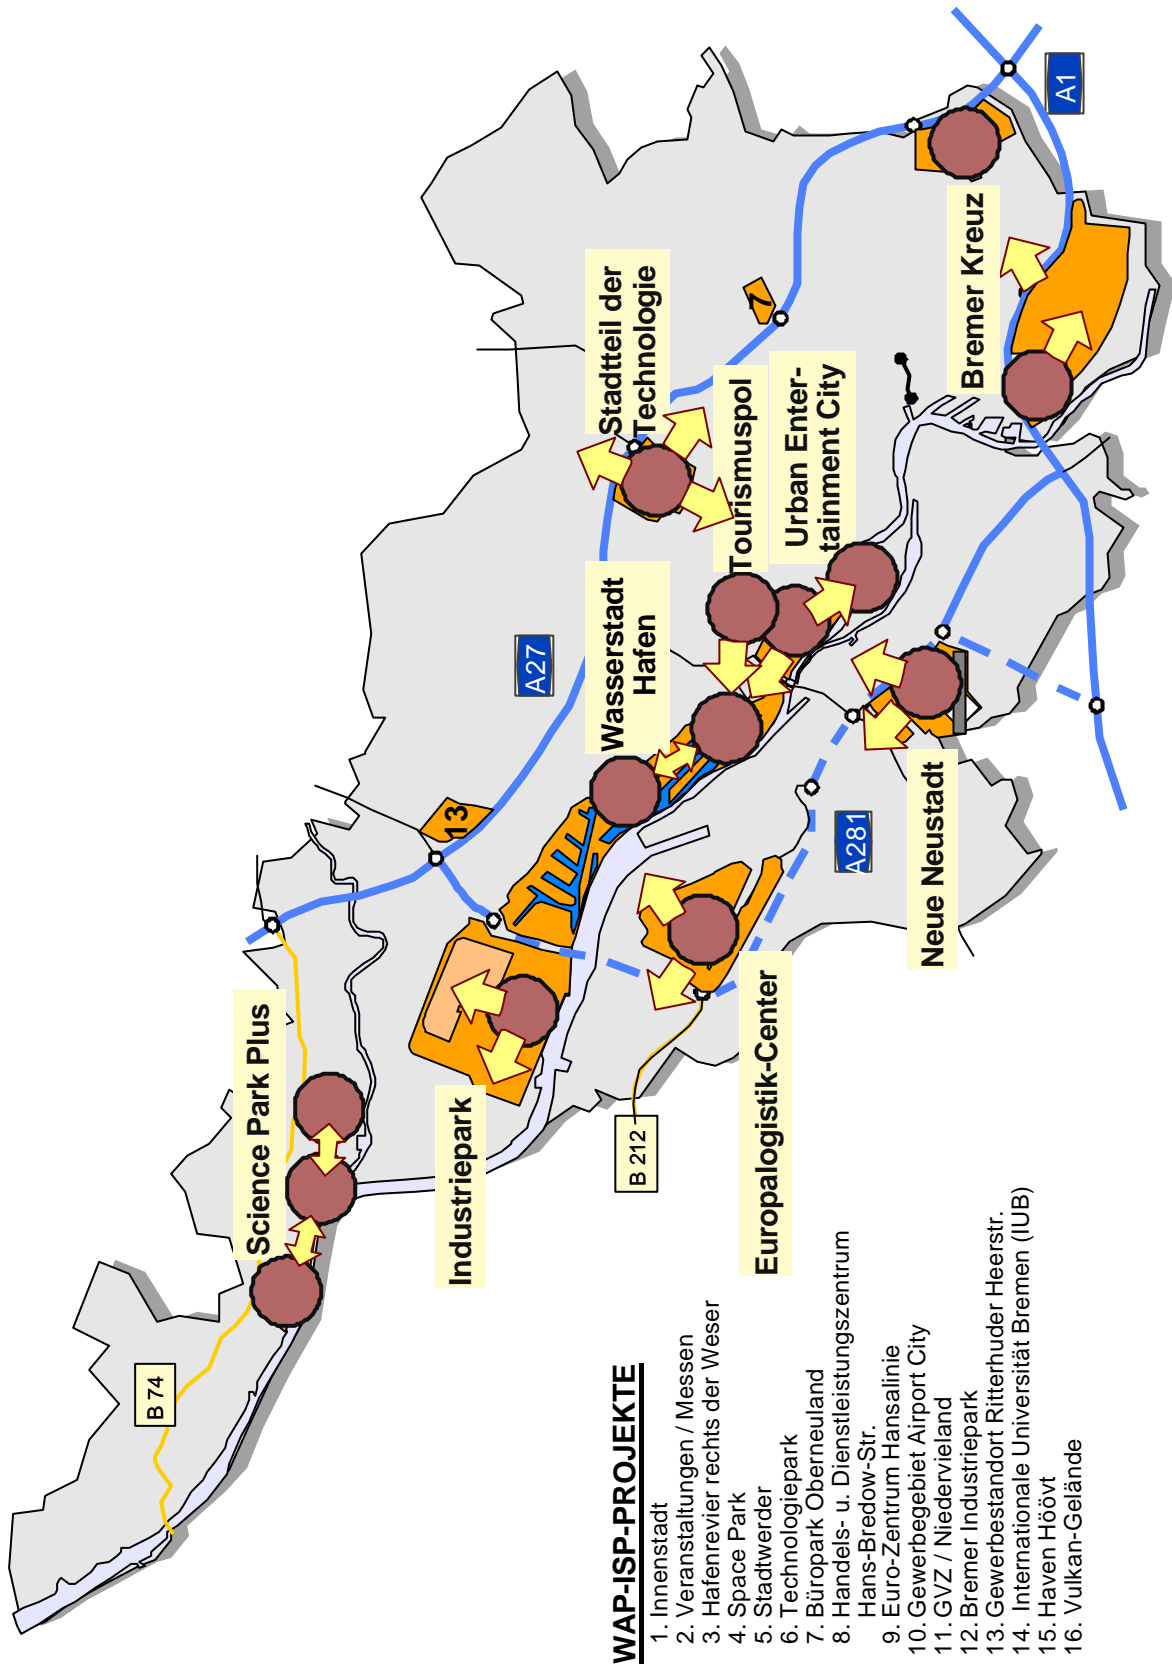 B 74
Science Park Plus
Industriepark
13
A27
Wasserstadt
Hafen
Stadtteil der
Technologie
7
Tourismuspol
Urban Enter-
tainment City
Bremer Kreuz
A1
Neue Neustadt
A281
Europalogistik-Center
B 212
WAP-ISP-PROJEKTE
1. Innenstadt
2. Veranstaltungen / Messen
3. Hafenrevier rechts der Weser
4. Space Park
5. Stadtwerder
6. Technologiepark
7. Büropark Oberneuland
8. Handels- u. Dienstleistungszentrum
Hans-Bredow-Str.
9. Euro-Zentrum Hansalinie
10. Gewerbegebiet Airport City
11. GVZ / Niedervieland
12. Bremer Industriepark
13. Gewerbestandort Ritterhuder Heerstr.
14. Internationale Universität Bremen (IUB)
15. Haven Höövt
16. Vulkan-Gelände